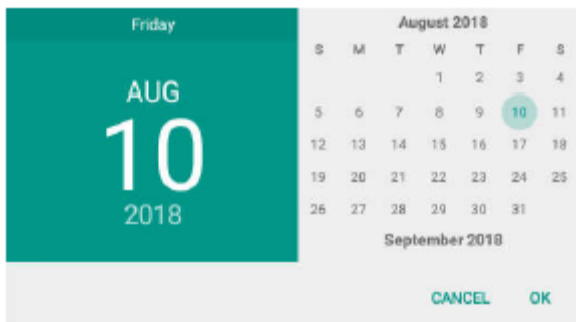 Friday
AUG
10
2018
August 2018
S M T W T F S
1 2 3 4
5 6 7 8 9 10 11
12 13 14 15 16 17 18
19 20 21 22 23 24 25
26 27 28 29 30 31
September 2018
CANCEL OK